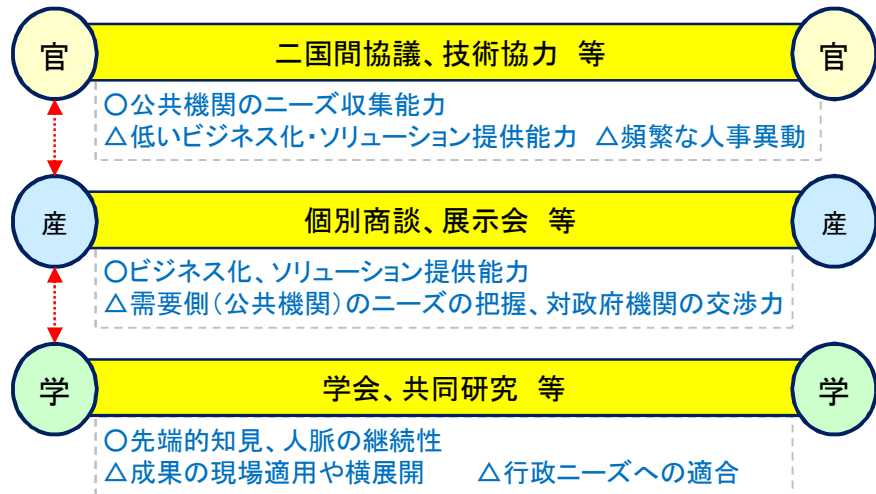 官 二国間協議、技術協力 等 官
〇公共機関のニーズ収集能力
△低いビジネス化・ソリューション提供能力 △頻繁な人事異動
産 個別商談、展示会 等 産
〇ビジネス化、ソリューション提供能力
△需要側(公共機関)のニーズの把握、対政府機関の交渉力
学 学会、共同研究 等 学
〇先端的知見、人脈の継続性
△成果の現場適用や横展開 △行政ニーズへの適合